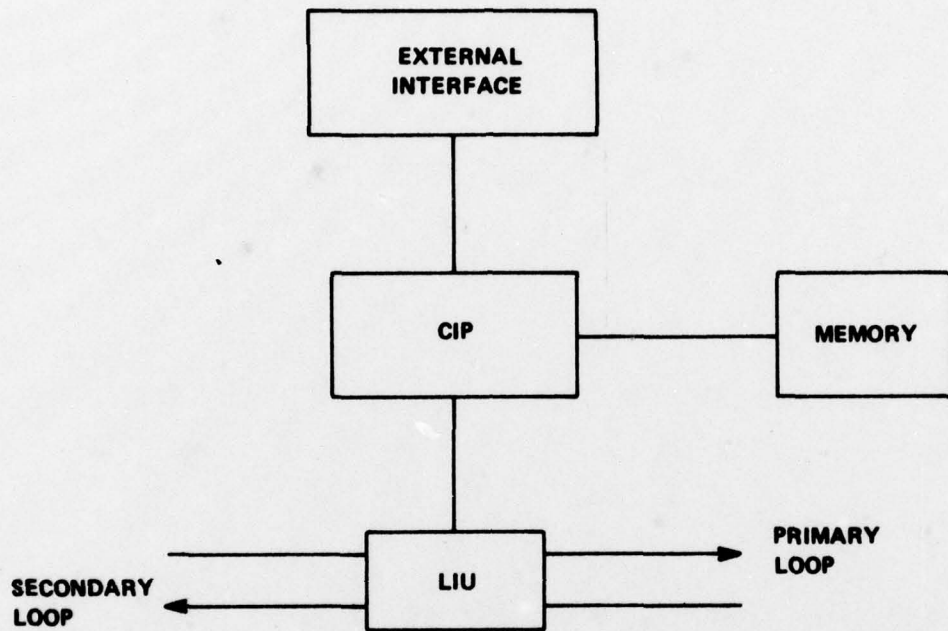 EXTERNAL
INTERFACE
CIP
MEMORY
PRIMARY
LOOP
LIU
SECONDARY
LOOP